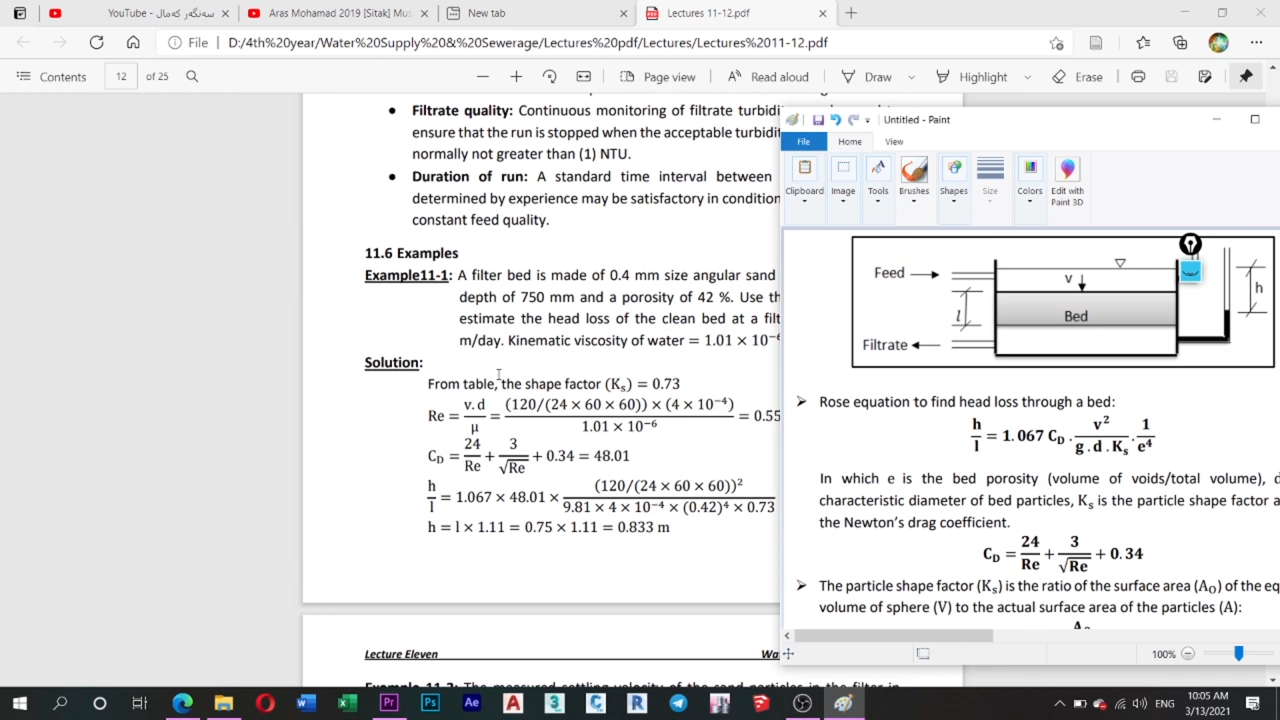 سەنگەر کەمال - YouTube
Aras Mohamad 2019 [Sitak] Mus
New tab
Lectures 11-12.pdf
File
D:/4th%20year/Water%20Supply%20&%20Sewerage/Lectures%20pdf/Lectures/Lectures%2011-12.pdf
Contents
12
of 25
Page view
Read aloud
Draw
Highlight
Erase
• Filtrate quality: Continuous monitoring of filtrate turbidit
ensure that the run is stopped when the acceptable turbidit
normally not greater than (1) NTU.
• Duration of run: A standard time interval between
determined by experience may be satisfactory in condition
constant feed quality.
11.6 Examples
Example11-1: A filter bed is made of 0.4 mm size angular sand
depth of 750 mm and a porosity of 42 %. Use th
estimate the head loss of the clean bed at a filt
m/day. Kinematic viscosity of water = 1.01 × 10⁻⁶
Solution:
From table, the shape factor (Kₛ) = 0.73
Re = v.d/μ = (120/(24 × 60 × 60)) × (4 × 10⁻⁴)/1.01 × 10⁻⁶ = 0.55
C_D = 24/Re + 3/√Re + 0.34 = 48.01
h/l = 1.067 × 48.01 × (120/(24 × 60 × 60))²/9.81 × 4 × 10⁻⁴ × (0.42)⁴ × 0.73
h = l × 1.11 = 0.75 × 1.11 = 0.833 m
Lecture Eleven
Wa
Untitled - Paint
File
Home
View
Clipboard
Image
Tools
Brushes
Shapes
Size
Colors
Edit with
Paint 3D
Feed
v
h
l
Bed
Filtrate
➢ Rose equation to find head loss through a bed:
h/l = 1.067 C_D . v²/g . d . Kₛ . 1/e⁴
In which e is the bed porosity (volume of voids/total volume), d
characteristic diameter of bed particles, Kₛ is the particle shape factor a
the Newton's drag coefficient.
C_D = 24/Re + 3/√Re + 0.34
➢ The particle shape factor (Kₛ) is the ratio of the surface area (A_O) of the eq
volume of sphere (V) to the actual surface area of the particles (A):
100%
ENG
10:05 AM
3/13/2021